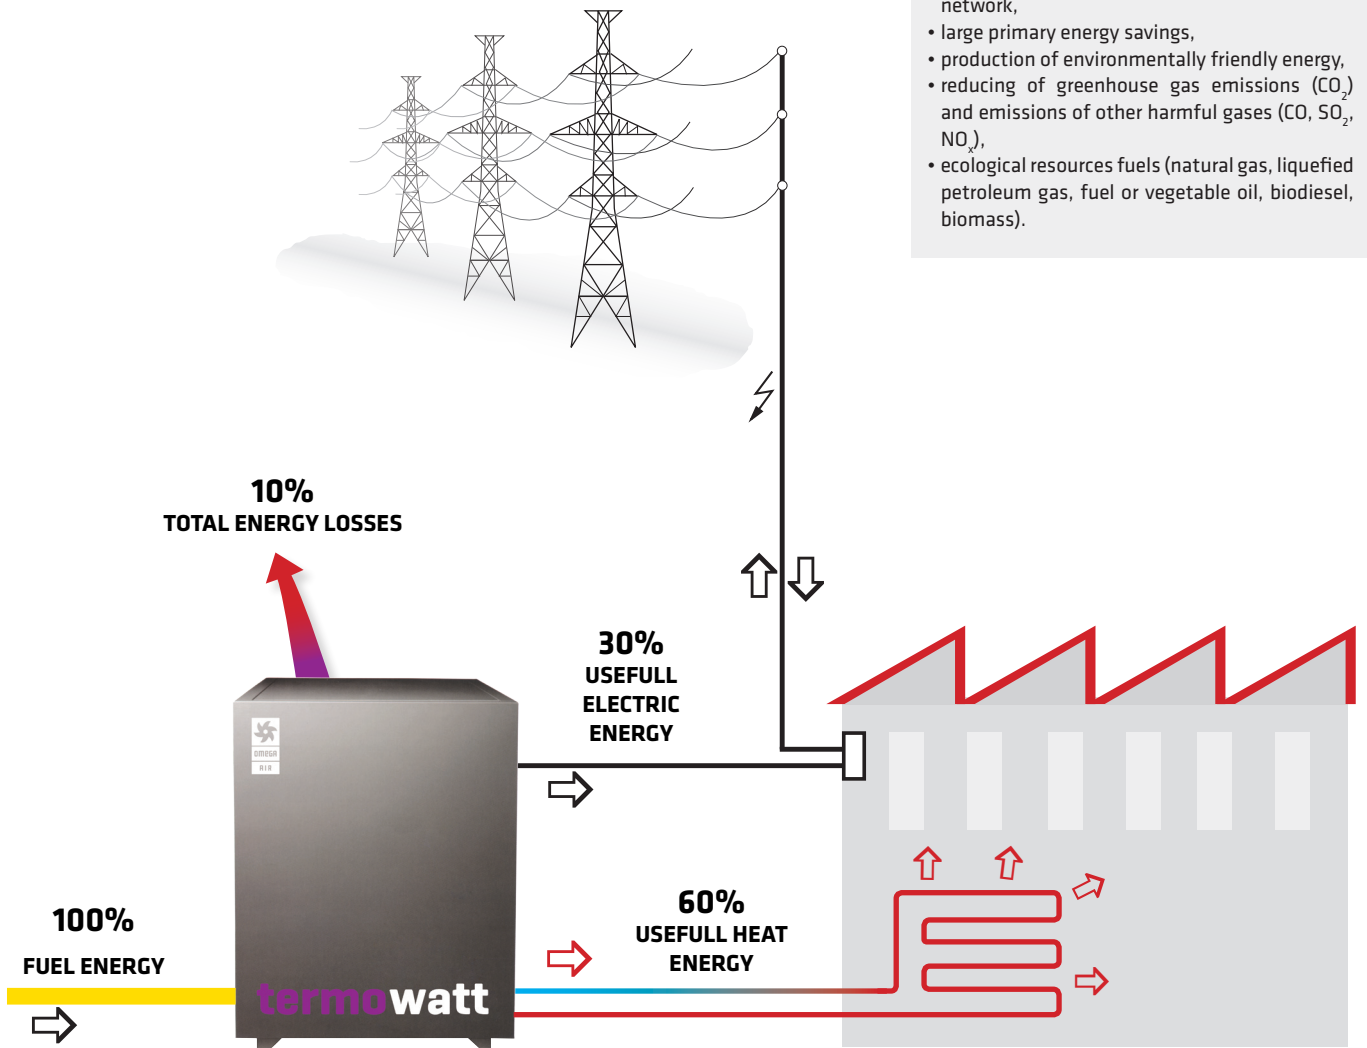 network,
• large primary energy savings,
• production of environmentally friendly energy,
• reducing of greenhouse gas emissions (CO₂)
and emissions of other harmful gases (CO, SO₂,
NOₓ),
• ecological resources fuels (natural gas, liquefied
petroleum gas, fuel or vegetable oil, biodiesel,
biomass).
10%
TOTAL ENERGY LOSSES
30%
USEFULL
ELECTRIC
ENERGY
OMEGA
AIR
60%
USEFULL HEAT
ENERGY
100%
FUEL ENERGY
termowatt